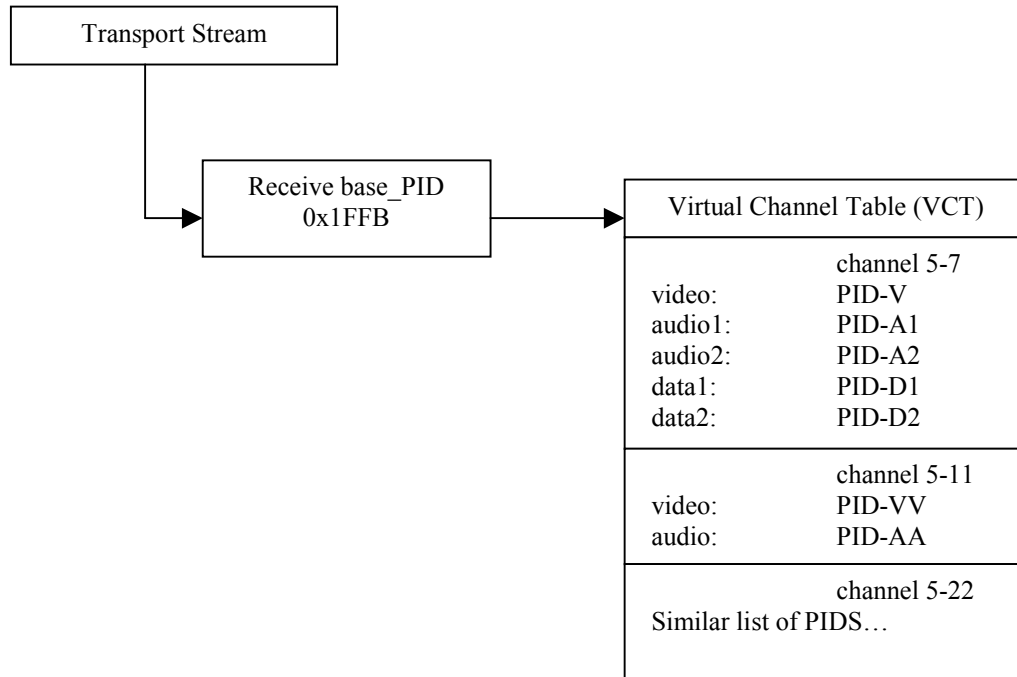 Transport Stream
Receive base_PID
0x1FFB
Virtual Channel Table (VCT)
channel 5-7
video: PID-V
audio1: PID-A1
audio2: PID-A2
data1: PID-D1
data2: PID-D2
channel 5-11
video: PID-VV
audio: PID-AA
channel 5-22
Similar list of PIDS…